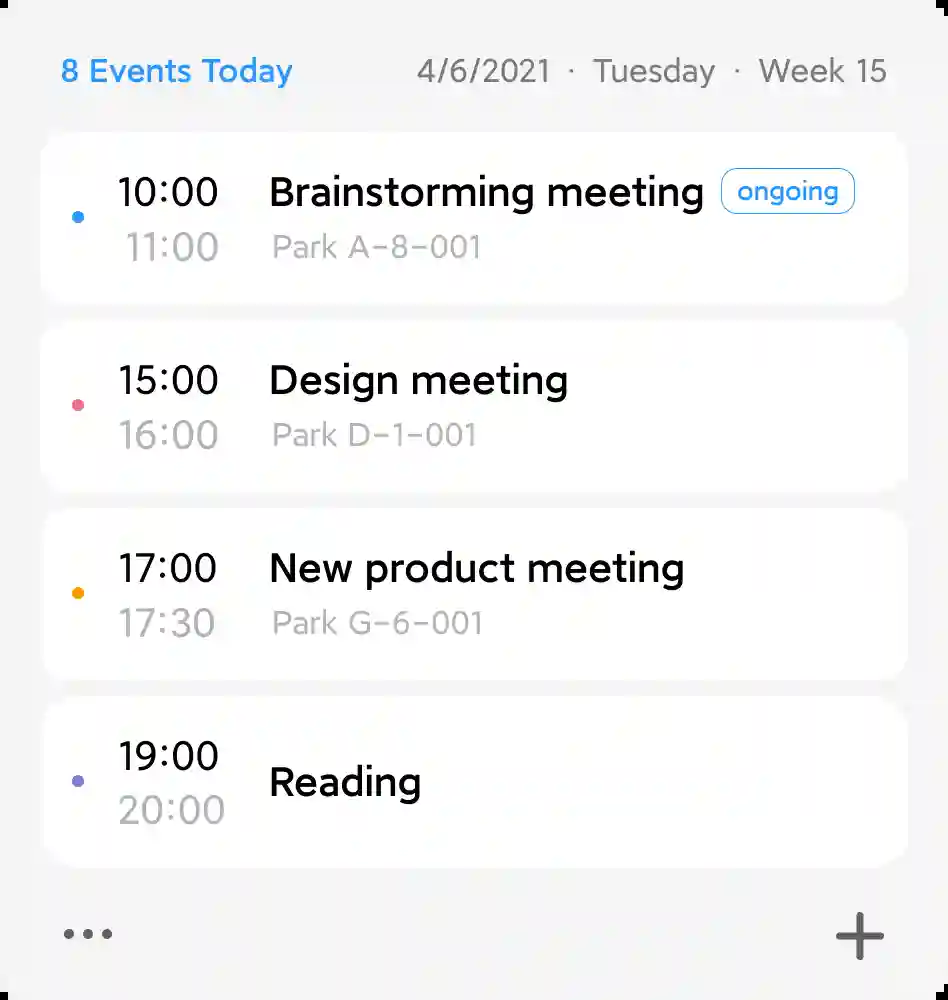 8 Events Today 4/6/2021 · Tuesday · Week 15
10:00 Brainstorming meeting ongoing
11:00 Park A-8-001
15:00 Design meeting
16:00 Park D-1-001
17:00 New product meeting
17:30 Park G-6-001
19:00
Reading
20:00